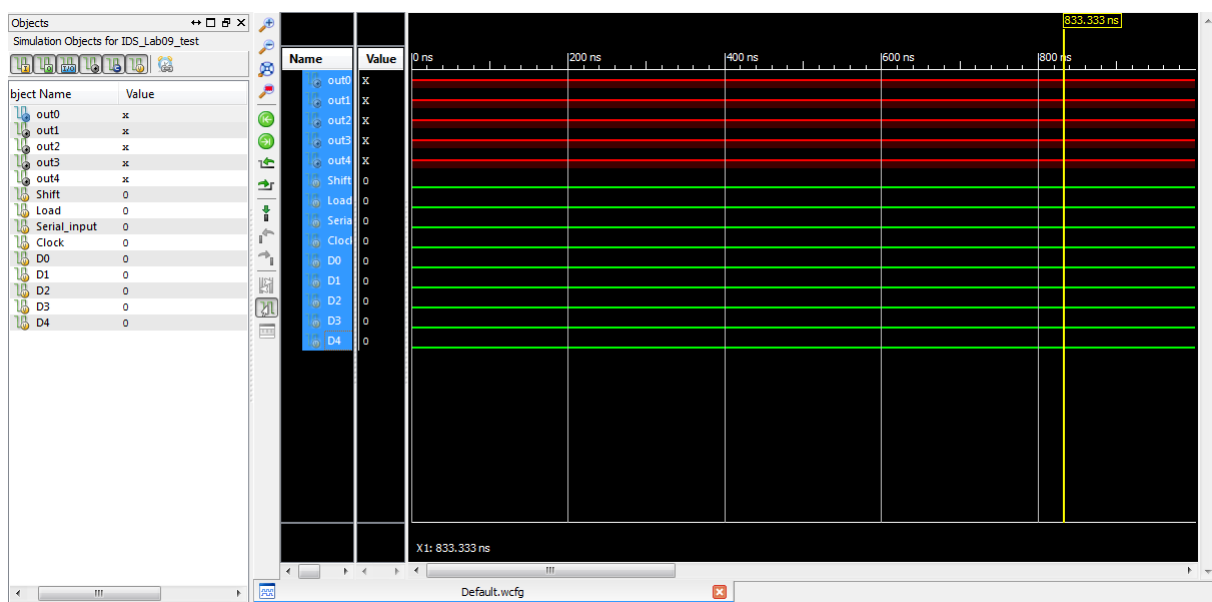 Objects
Simulation Objects for IDS_Lab09_test
bject Name Value
out0 x
out1 x
out2 x
out3 x
out4 x
Shift 0
Load 0
Serial_input 0
Clock 0
D0 0
D1 0
D2 0
D3 0
D4 0
833.333 ns
Name Value
0 ns 200 ns 400 ns 600 ns 800 ns
out0 x
out1 x
out2 x
out3 x
out4 x
Shift 0
Load 0
Seria 0
Clock 0
D0 0
D1 0
D2 0
D3 0
D4 0
X1: 833.333 ns
Default.wcfg